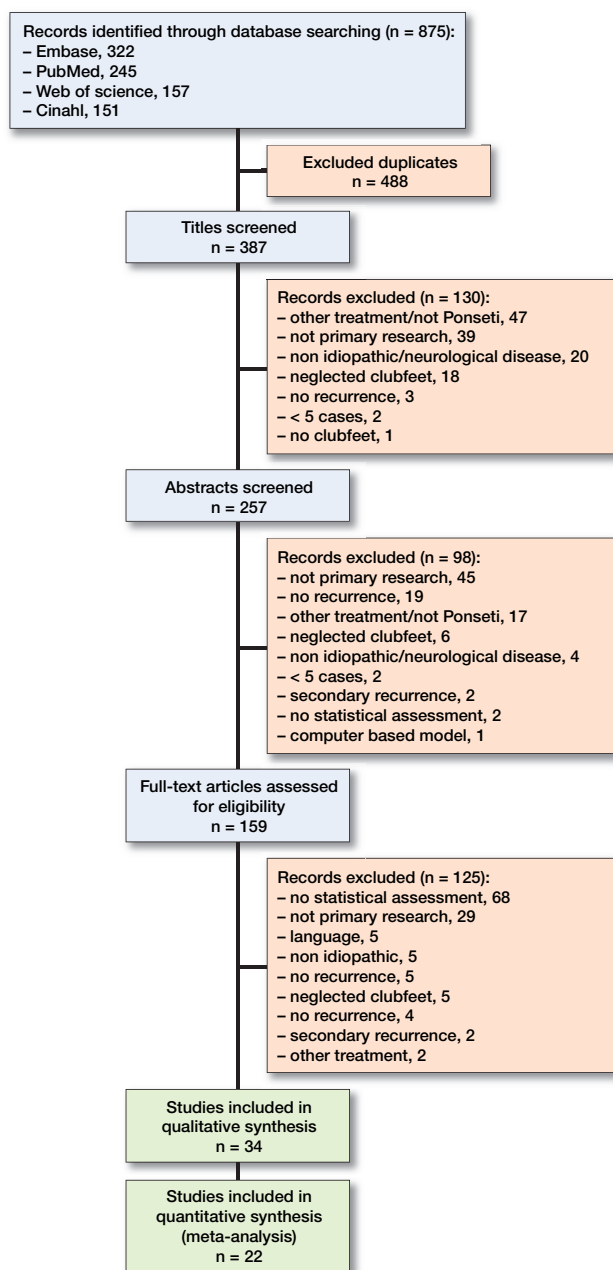 Records identified through database searching (n = 875):
– Embase, 322
– PubMed, 245
– Web of science, 157
– Cinahl, 151
Excluded duplicates
n = 488
Titles screened
n = 387
Records excluded (n = 130):
– other treatment/not Ponseti, 47
– not primary research, 39
– non idiopathic/neurological disease, 20
– neglected clubfeet, 18
– no recurrence, 3
– < 5 cases, 2
– no clubfeet, 1
Abstracts screened
n = 257
Records excluded (n = 98):
– not primary research, 45
– no recurrence, 19
– other treatment/not Ponseti, 17
– neglected clubfeet, 6
– non idiopathic/neurological disease, 4
– < 5 cases, 2
– secondary recurrence, 2
– no statistical assessment, 2
– computer based model, 1
Full-text articles assessed
for eligibility
n = 159
Records excluded (n = 125):
– no statistical assessment, 68
– not primary research, 29
– language, 5
– non idiopathic, 5
– no recurrence, 5
– neglected clubfeet, 5
– no recurrence, 4
– secondary recurrence, 2
– other treatment, 2
Studies included in
qualitative synthesis
n = 34
Studies included in
quantitative synthesis
(meta-analysis)
n = 22